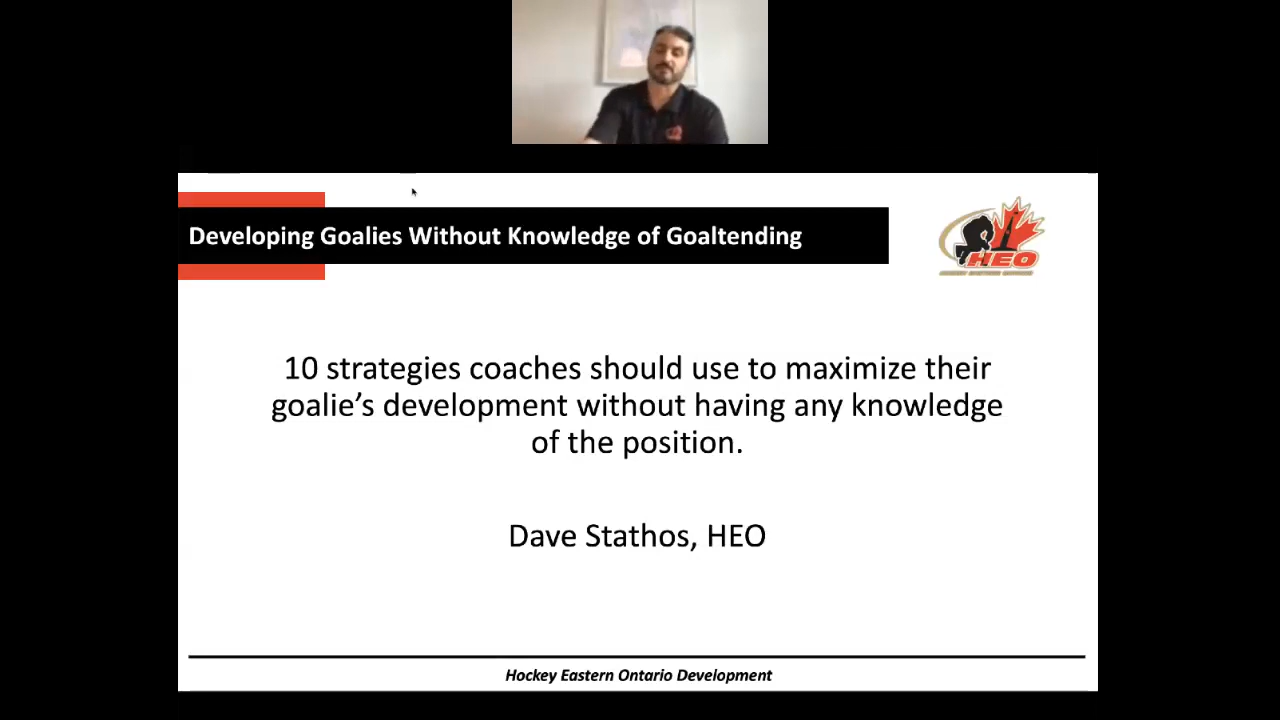 Developing Goalies Without Knowledge of Goaltending
HEO
10 strategies coaches should use to maximize their
goalie's development without having any knowledge
of the position.
Dave Stathos, HEO
Hockey Eastern Ontario Development